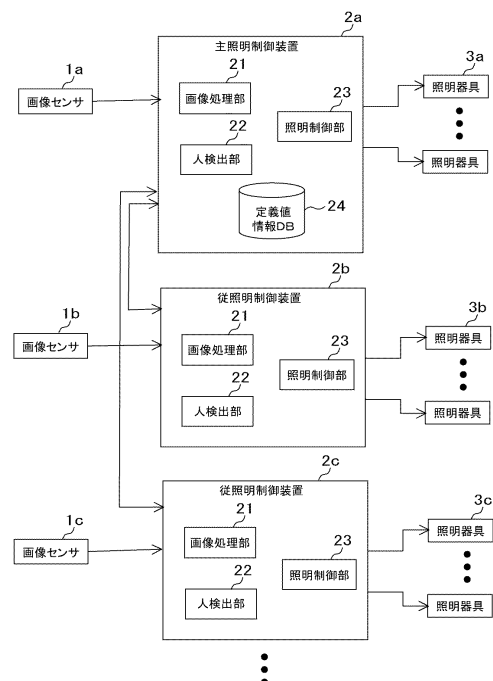 2a
主照明制御装置
1a
画像センサ
21
画像処理部
23
照明制御部
22
人検出部
24
定義値
情報DB
3a
照明器具
照明器具
2b
従照明制御装置
1b
画像センサ
21
画像処理部
23
照明制御部
22
人検出部
3b
照明器具
照明器具
2c
従照明制御装置
1c
画像センサ
21
画像処理部
23
照明制御部
22
人検出部
3c
照明器具
照明器具